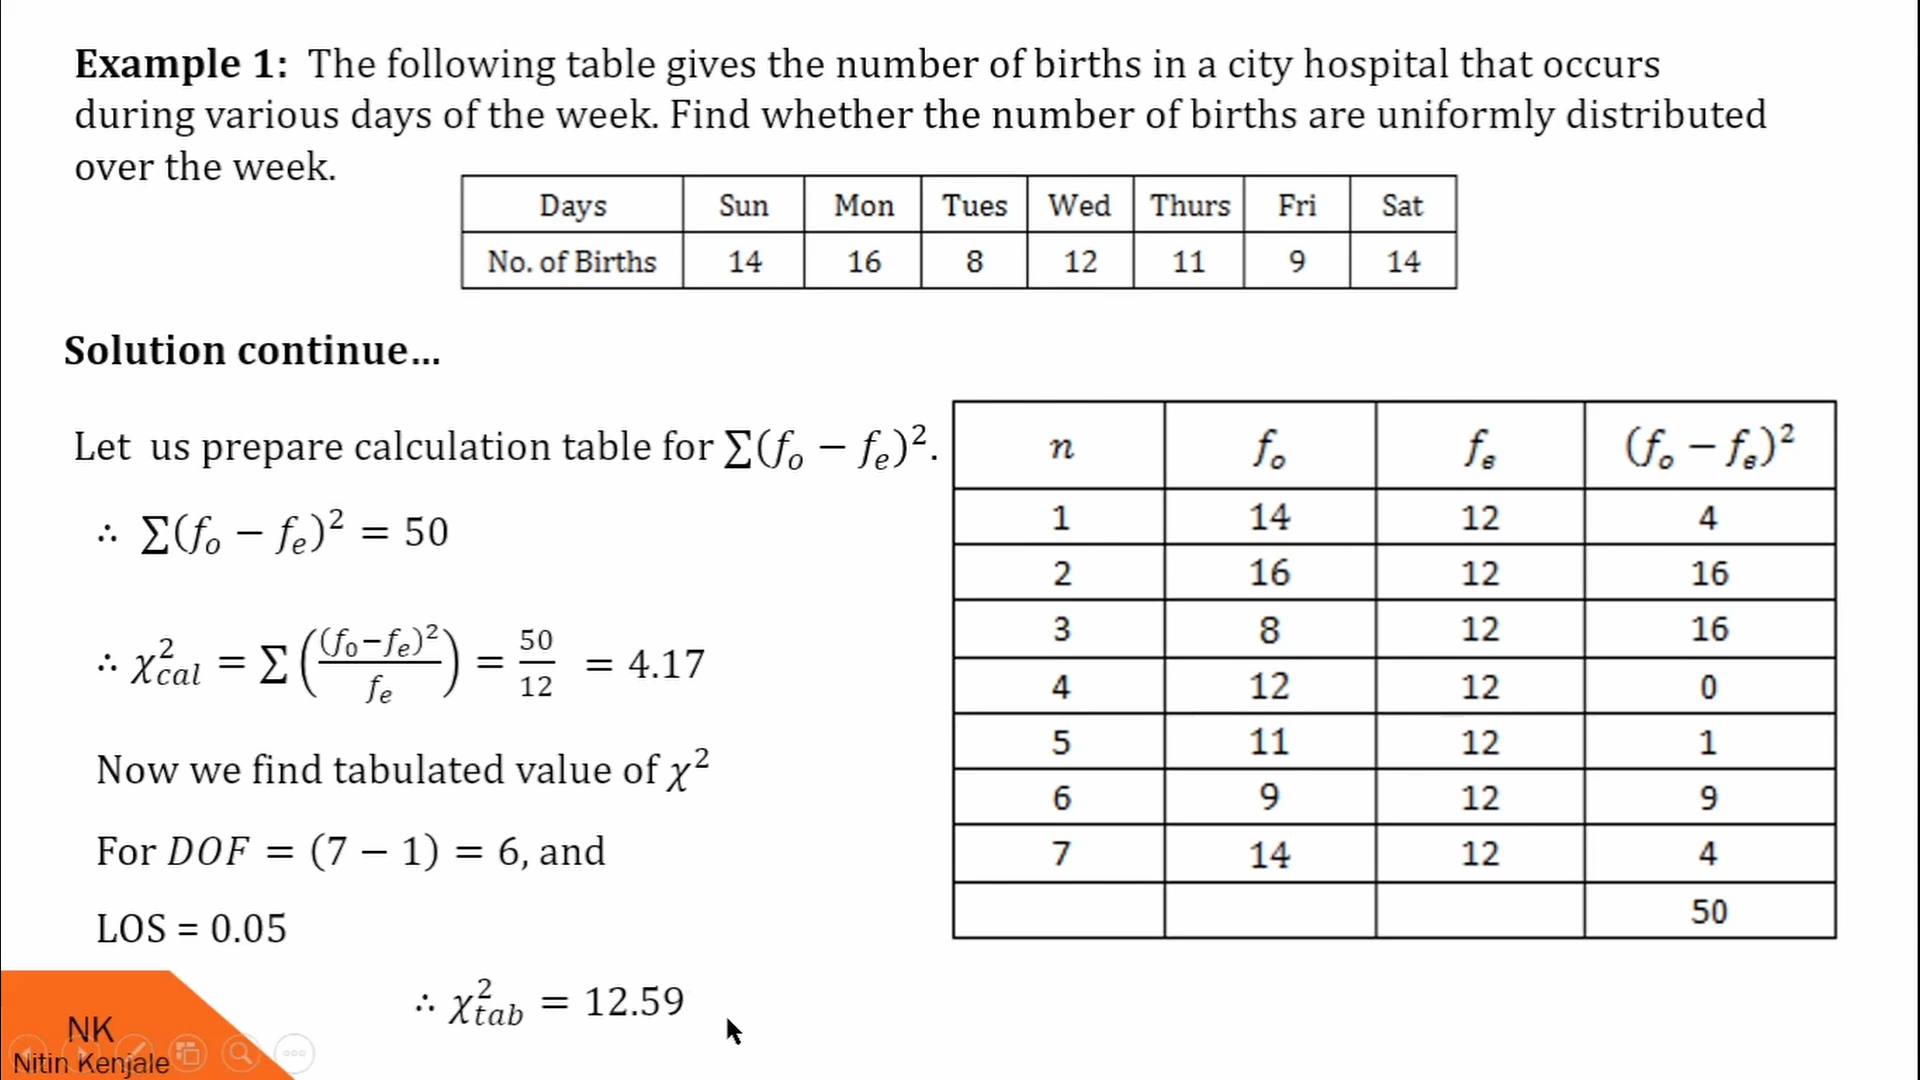 Example 1: The following table gives the number of births in a city hospital that occurs
during various days of the week. Find whether the number of births are uniformly distributed
over the week.
Days Sun Mon Tues Wed Thurs Fri Sat
No. of Births 14 16 8 12 11 9 14
Solution continue...
Let us prepare calculation table for ∑(fₒ − fₑ)².
∴ ∑(fₒ − fₑ)² = 50
∴ χ²cal = ∑((f₀−fₑ)²/fₑ) = 50/12 = 4.17
Now we find tabulated value of χ²
For DOF = (7 − 1) = 6, and
LOS = 0.05
∴ χ²tab = 12.59
n fₒ fₑ (fₒ − fₑ)²
1 14 12 4
2 16 12 16
3 8 12 16
4 12 12 0
5 11 12 1
6 9 12 9
7 14 12 4
50
NK
Nitin Kenjale